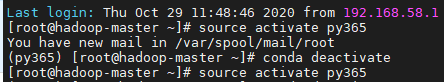 Last login: Thu Oct 29 11:48:46 2020 from 192.168.58.1
[root@hadoop-master ~]# source activate py365
You have new mail in /var/spool/mail/root
(py365) [root@hadoop-master ~]# conda deactivate
[root@hadoop-master ~]# source activate py365